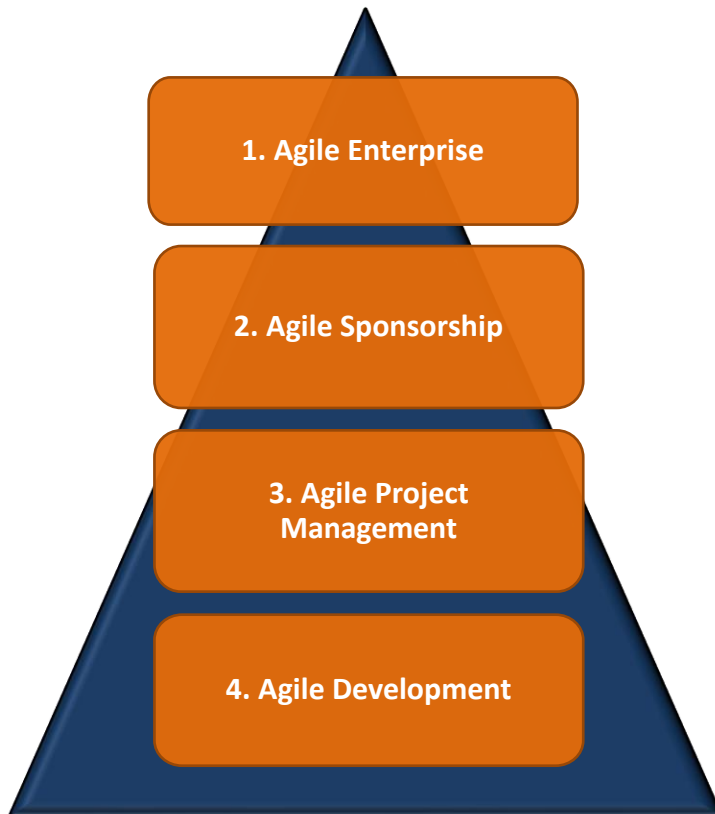 1. Agile Enterprise
2. Agile Sponsorship
3. Agile Project
Management
4. Agile Development